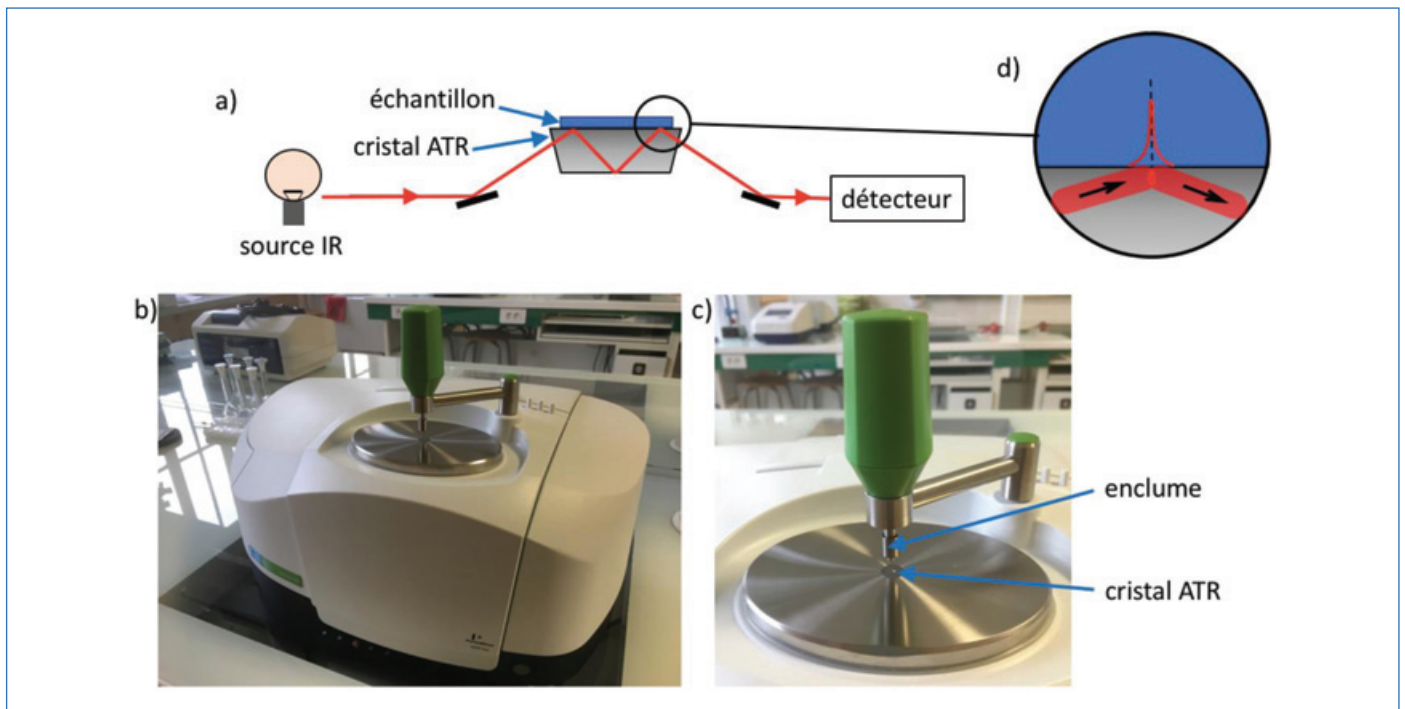 a)
échantillon
cristal ATR
source IR
détecteur
d)
b)
c)
enclume
cristal ATR